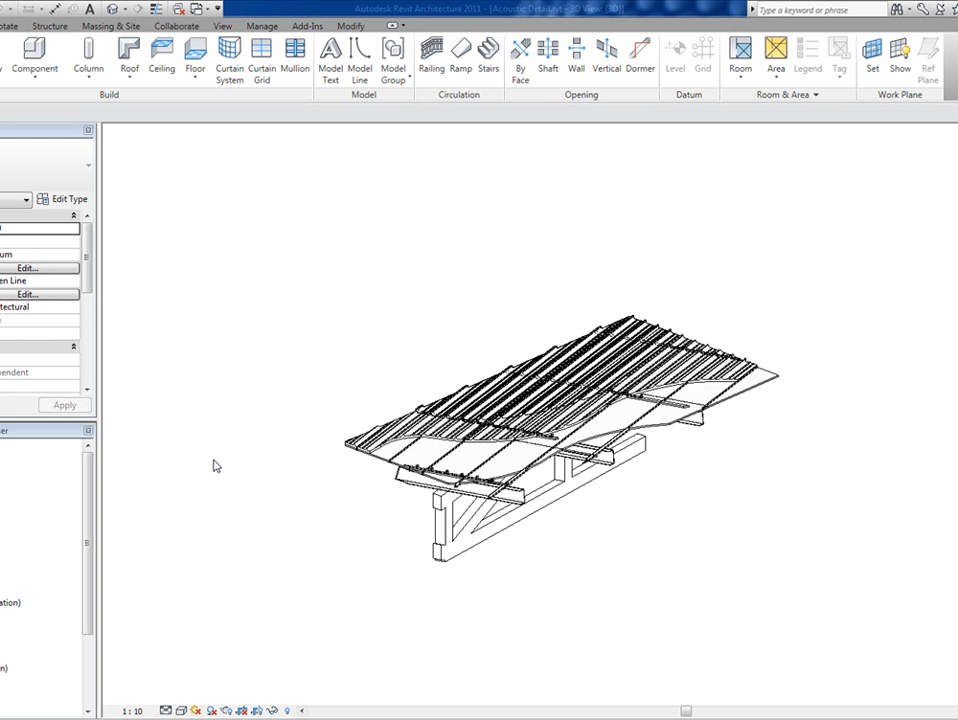 Autodesk Revit Architecture 2011 - [Acoustic Detail.rvt - 3D View: {3D}]
Type a keyword or phrase
otate Structure Massing & Site Collaborate View Manage Add-Ins Modify
Component Column Roof Ceiling Curtain System Floor Curtain Grid Mullion Model Text Model Line Model Group Railing Ramp Stairs By Face Shaft Wall Vertical Dormer Level Grid Room Area Legend Tag Set Show Ref Plane
Build Model Circulation Opening Datum Room & Area Work Plane
Edit Type
um
Edit...
en Line
Edit...
tectural
endent
Apply
ser
ation)
n)
1 : 10